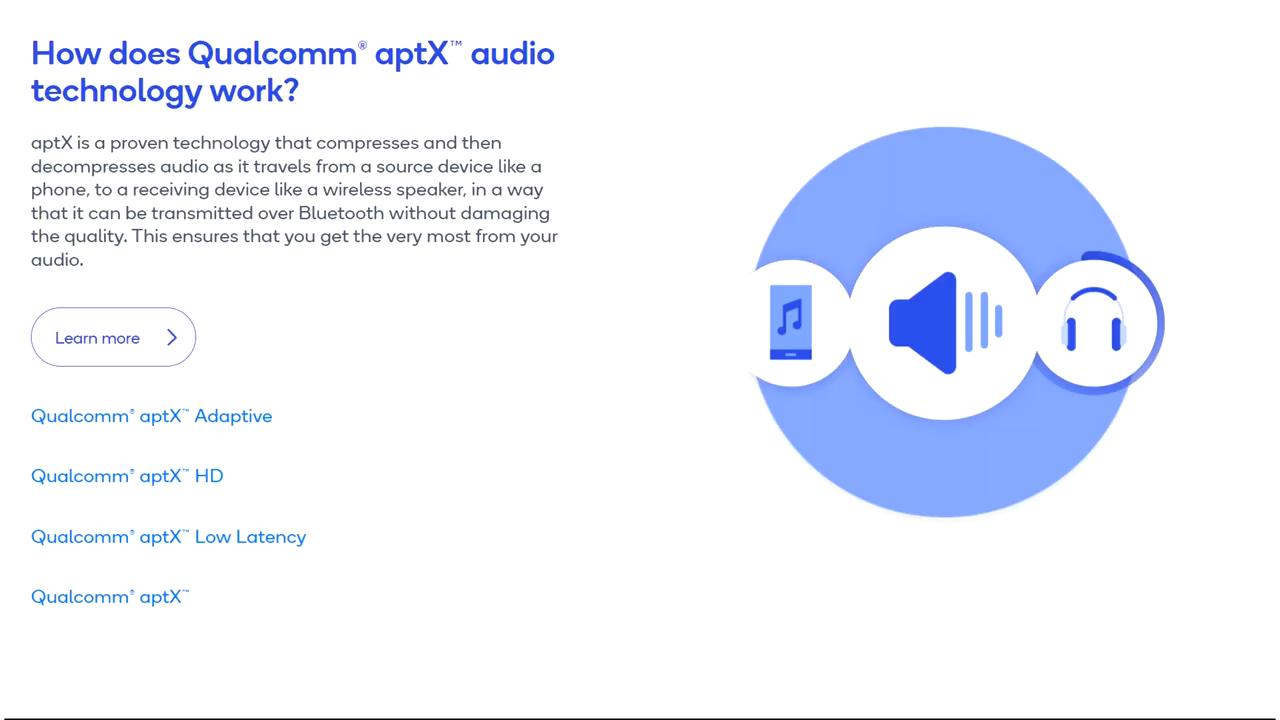 How does Qualcomm® aptX™ audio
technology work?
aptX is a proven technology that compresses and then
decompresses audio as it travels from a source device like a
phone, to a receiving device like a wireless speaker, in a way
that it can be transmitted over Bluetooth without damaging
the quality. This ensures that you get the very most from your
audio.
Learn more
Qualcomm® aptX™ Adaptive
Qualcomm® aptX™ HD
Qualcomm® aptX™ Low Latency
Qualcomm® aptX™